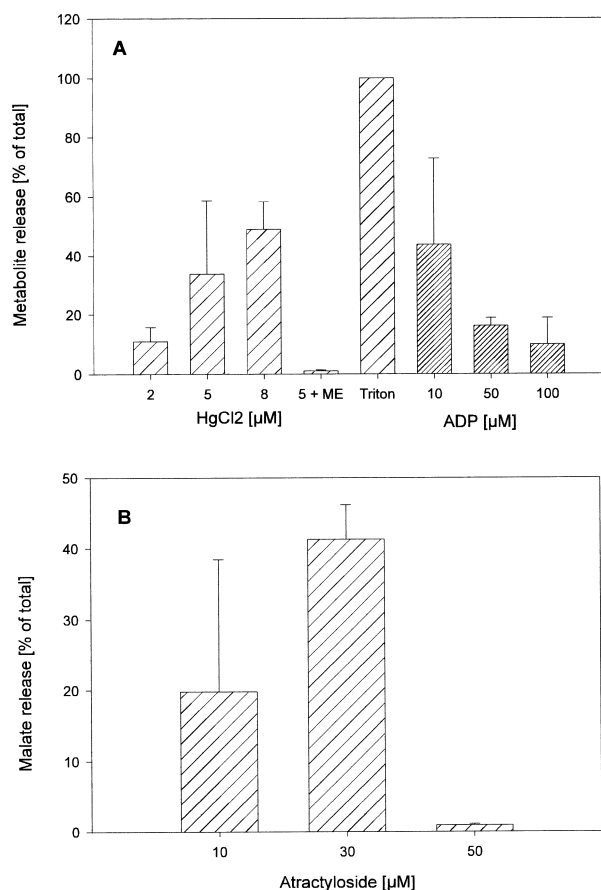 A
Metabolite release [% of total]
120
100
80
60
40
20
0
2 5 8 5 + ME Triton 10 50 100
HgCl2 [µM] ADP [µM]
B
Malate release [% of total]
50
40
30
20
10
0
10 30 50
Atractyloside [µM]